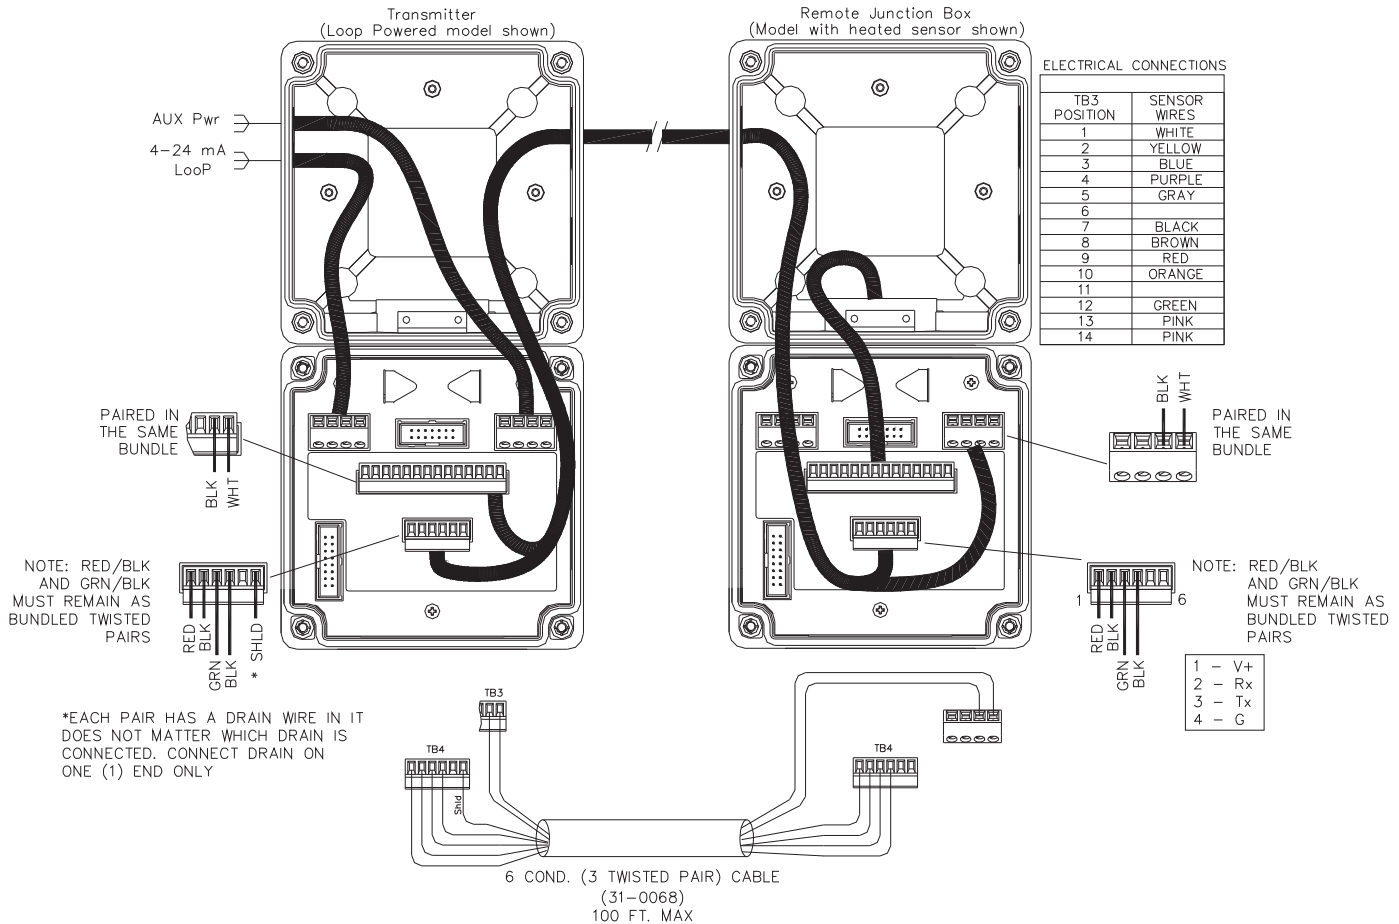 Transmitter
(Loop Powered model shown)
Remote Junction Box
(Model with heated sensor shown)
AUX Pwr
4-24 mA
LooP
ELECTRICAL CONNECTIONS
TB3 POSITION SENSOR WIRES
1 WHITE
2 YELLOW
3 BLUE
4 PURPLE
5 GRAY
6
7 BLACK
8 BROWN
9 RED
10 ORANGE
11
12 GREEN
13 PINK
14 PINK
PAIRED IN
THE SAME
BUNDLE
BLK
WHT
BLK
WHT
PAIRED IN
THE SAME
BUNDLE
NOTE: RED/BLK
AND GRN/BLK
MUST REMAIN AS
BUNDLED TWISTED
PAIRS
RED
BLK
GRN
BLK
* SHLD
*EACH PAIR HAS A DRAIN WIRE IN IT
DOES NOT MATTER WHICH DRAIN IS
CONNECTED. CONNECT DRAIN ON
ONE (1) END ONLY
NOTE: RED/BLK
AND GRN/BLK
MUST REMAIN AS
BUNDLED TWISTED
PAIRS
1 6
RED
BLK
GRN
BLK
1 - V+
2 - Rx
3 - Tx
4 - G
TB3
TB4
Shld
TB4
6 COND. (3 TWISTED PAIR) CABLE
(31-0068)
100 FT. MAX